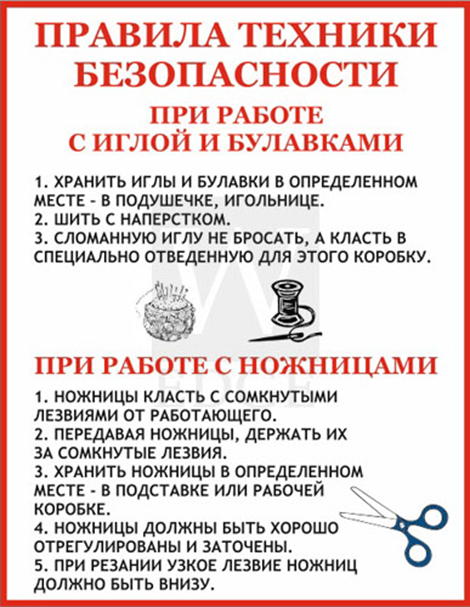 ПРАВИЛА ТЕХНИКИ
БЕЗОПАСНОСТИ
ПРИ РАБОТЕ
С ИГЛОЙ И БУЛАВКАМИ
1. ХРАНИТЬ ИГЛЫ И БУЛАВКИ В ОПРЕДЕЛЕННОМ
МЕСТЕ - В ПОДУШЕЧКЕ, ИГОЛЬНИЦЕ.
2. ШИТЬ С НАПЕРСТКОМ.
3. СЛОМАННУЮ ИГЛУ НЕ БРОСАТЬ, А КЛАСТЬ В
СПЕЦИАЛЬНО ОТВЕДЕННУЮ ДЛЯ ЭТОГО КОРОБКУ.
W
EDGE
ПРИ РАБОТЕ С НОЖНИЦАМИ
1. НОЖНИЦЫ КЛАСТЬ С СОМКНУТЫМИ
ЛЕЗВИЯМИ ОТ РАБОТАЮЩЕГО.
2. ПЕРЕДАВАЯ НОЖНИЦЫ, ДЕРЖАТЬ ИХ
ЗА СОМКНУТЫЕ ЛЕЗВИЯ.
3. ХРАНИТЬ НОЖНИЦЫ В ОПРЕДЕЛЕННОМ
МЕСТЕ - В ПОДСТАВКЕ ИЛИ РАБОЧЕЙ
КОРОБКЕ.
4. НОЖНИЦЫ ДОЛЖНЫ БЫТЬ ХОРОШО
ОТРЕГУЛИРОВАНЫ И ЗАТОЧЕНЫ.
5. ПРИ РЕЗАНИИ УЗКОЕ ЛЕЗВИЕ НОЖНИЦ
ДОЛЖНО БЫТЬ ВНИЗУ.